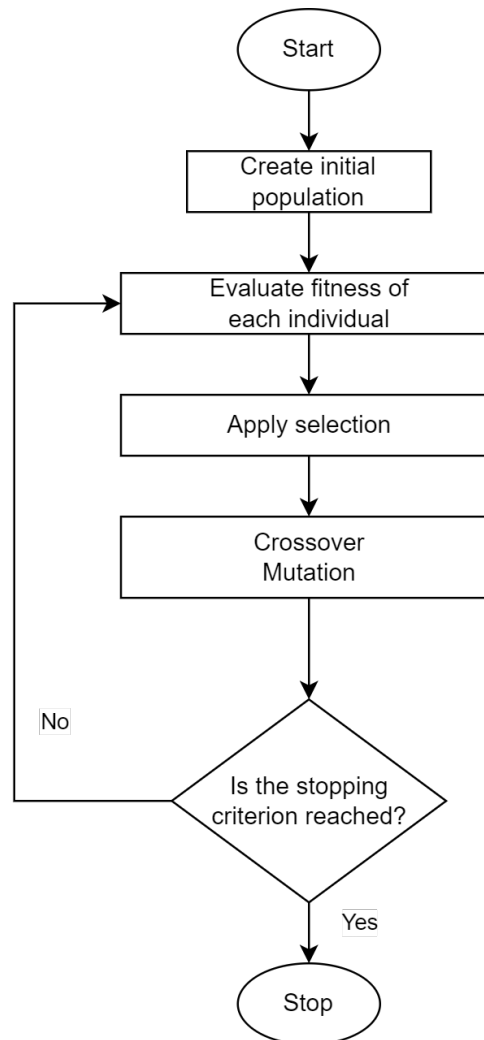 Start
Create initial
population
Evaluate fitness of
each individual
Apply selection
Crossover
Mutation
No
Is the stopping
criterion reached?
Yes
Stop